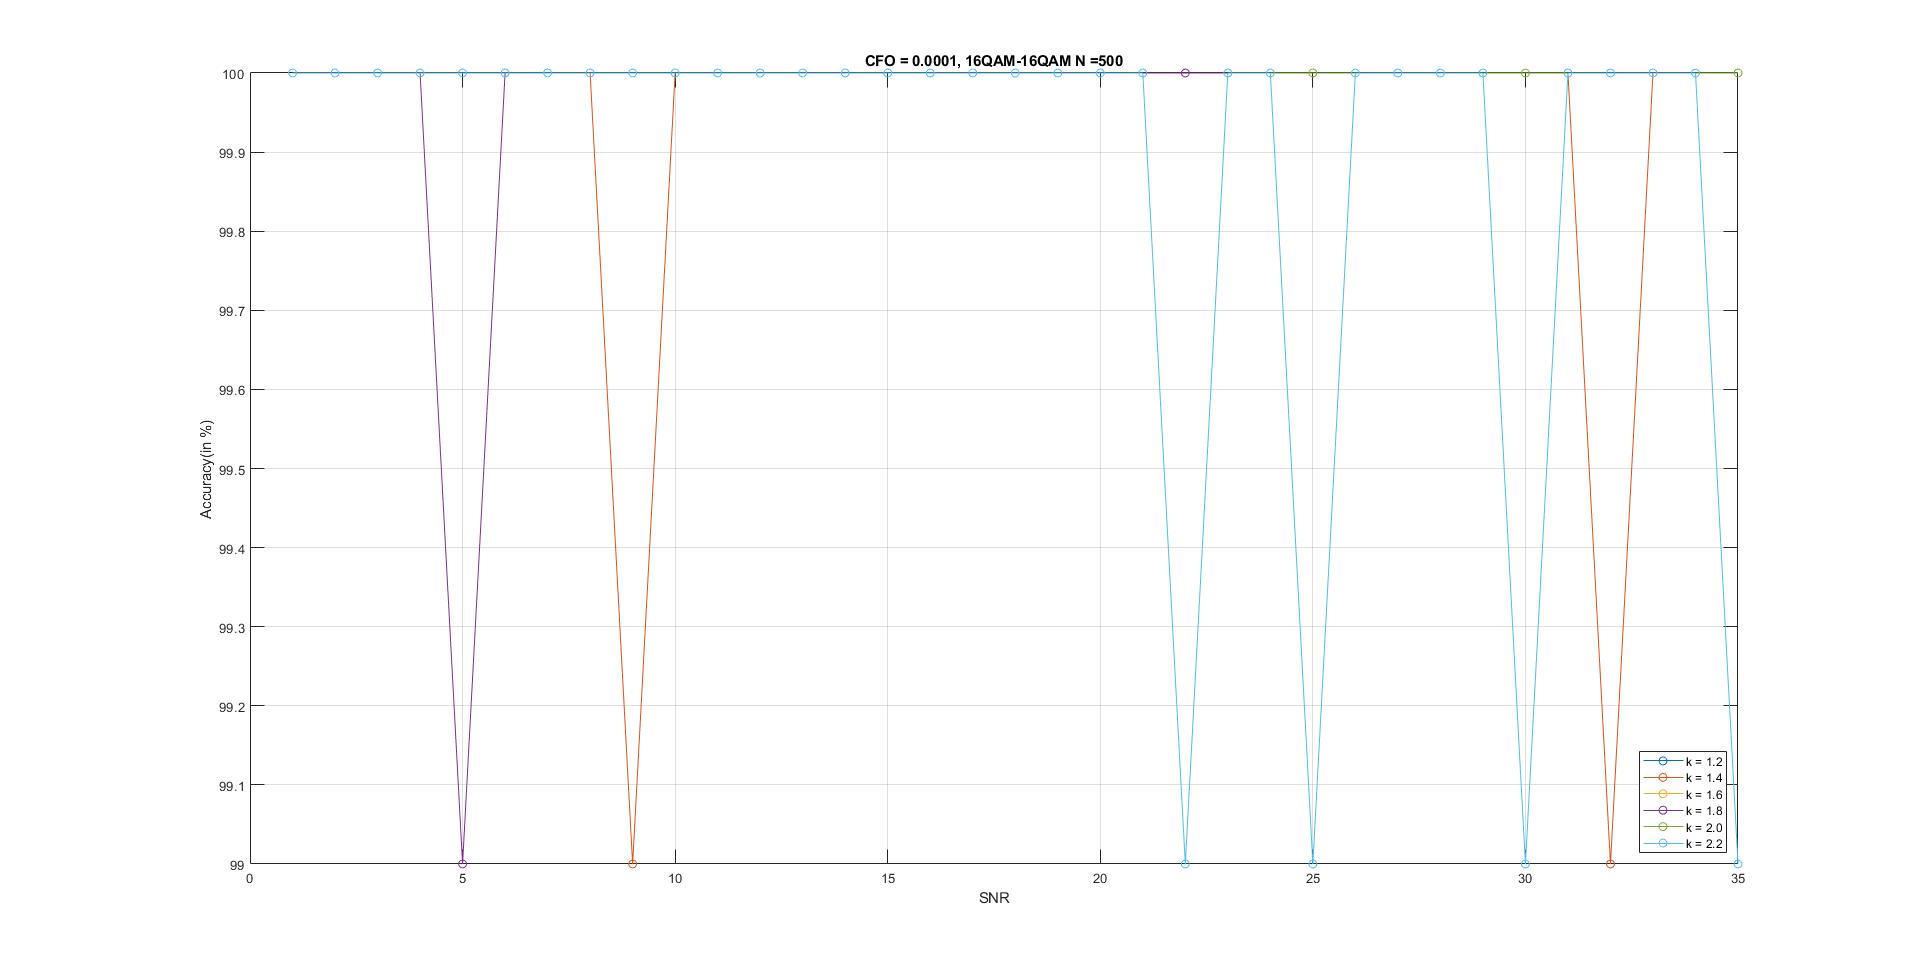 CFO = 0.0001, 16QAM-16QAM N =500
100
99.9
99.8
99.7
99.6
99.5
99.4
99.3
99.2
99.1
99
Accuracy(in %)
0 5 10 15 20 25 30 35
SNR
k = 1.2
k = 1.4
k = 1.6
k = 1.8
k = 2.0
k = 2.2